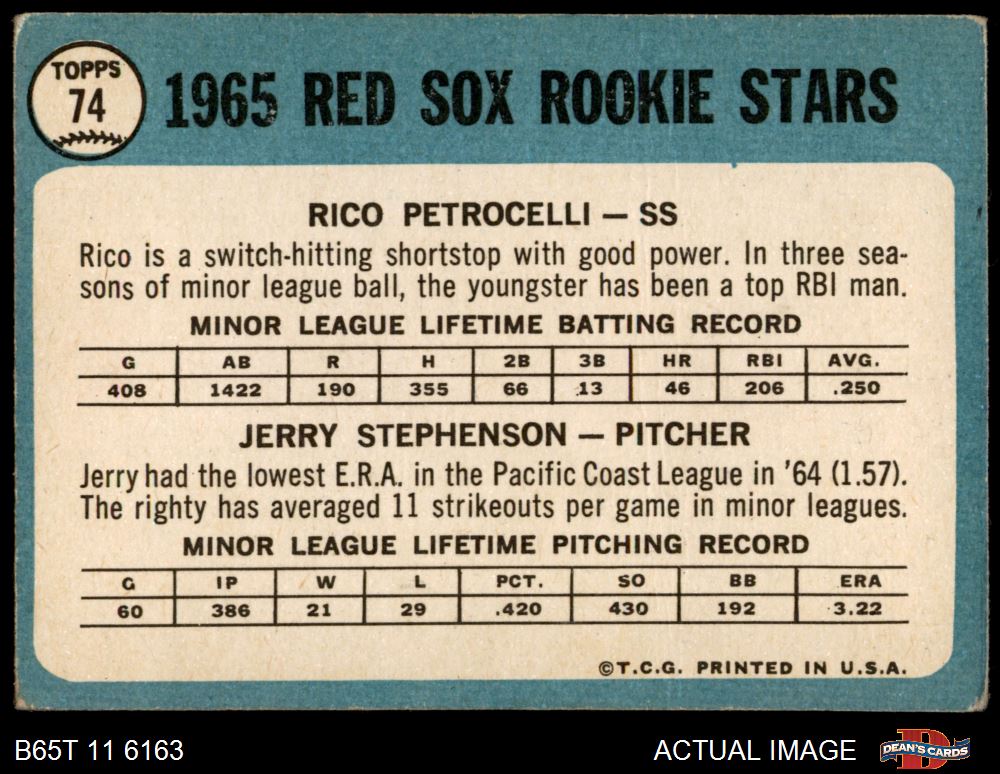 TOPPS
74
1965 RED SOX ROOKIE STARS
RICO PETROCELLI — SS
Rico is a switch-hitting shortstop with good power. In three sea-
sons of minor league ball, the youngster has been a top RBI man.
MINOR LEAGUE LIFETIME BATTING RECORD
G AB R H 2B 3B HR RBI AVG.
408 1422 190 355 66 13 46 206 .250
JERRY STEPHENSON — PITCHER
Jerry had the lowest E.R.A. in the Pacific Coast League in '64 (1.57).
The righty has averaged 11 strikeouts per game in minor leagues.
MINOR LEAGUE LIFETIME PITCHING RECORD
G IP W L PCT. SO BB ERA
60 386 21 29 .420 430 192 3.22
©T.C.G. PRINTED IN U.S.A.
B65T 11 6163 ACTUAL IMAGE DEAN'S CARDS